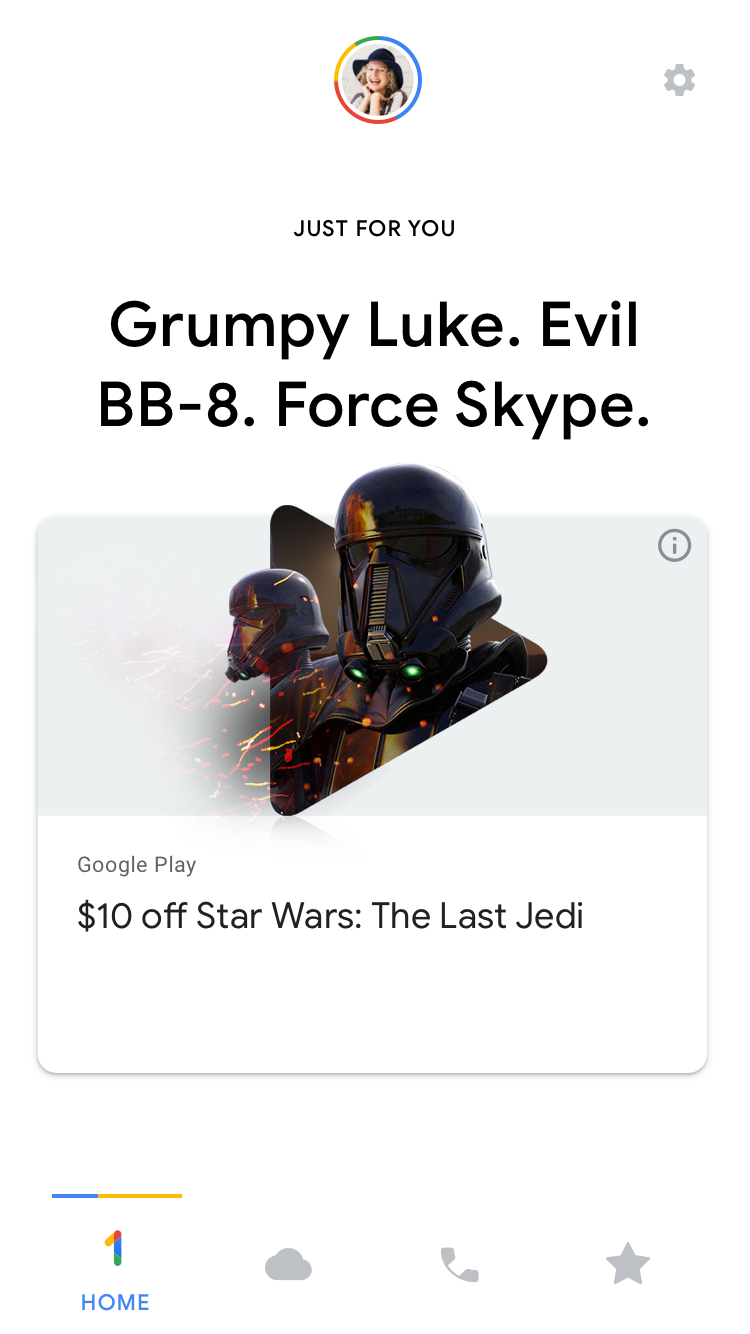 JUST FOR YOU
Grumpy Luke. Evil
BB-8. Force Skype.
Google Play
$10 off Star Wars: The Last Jedi
HOME